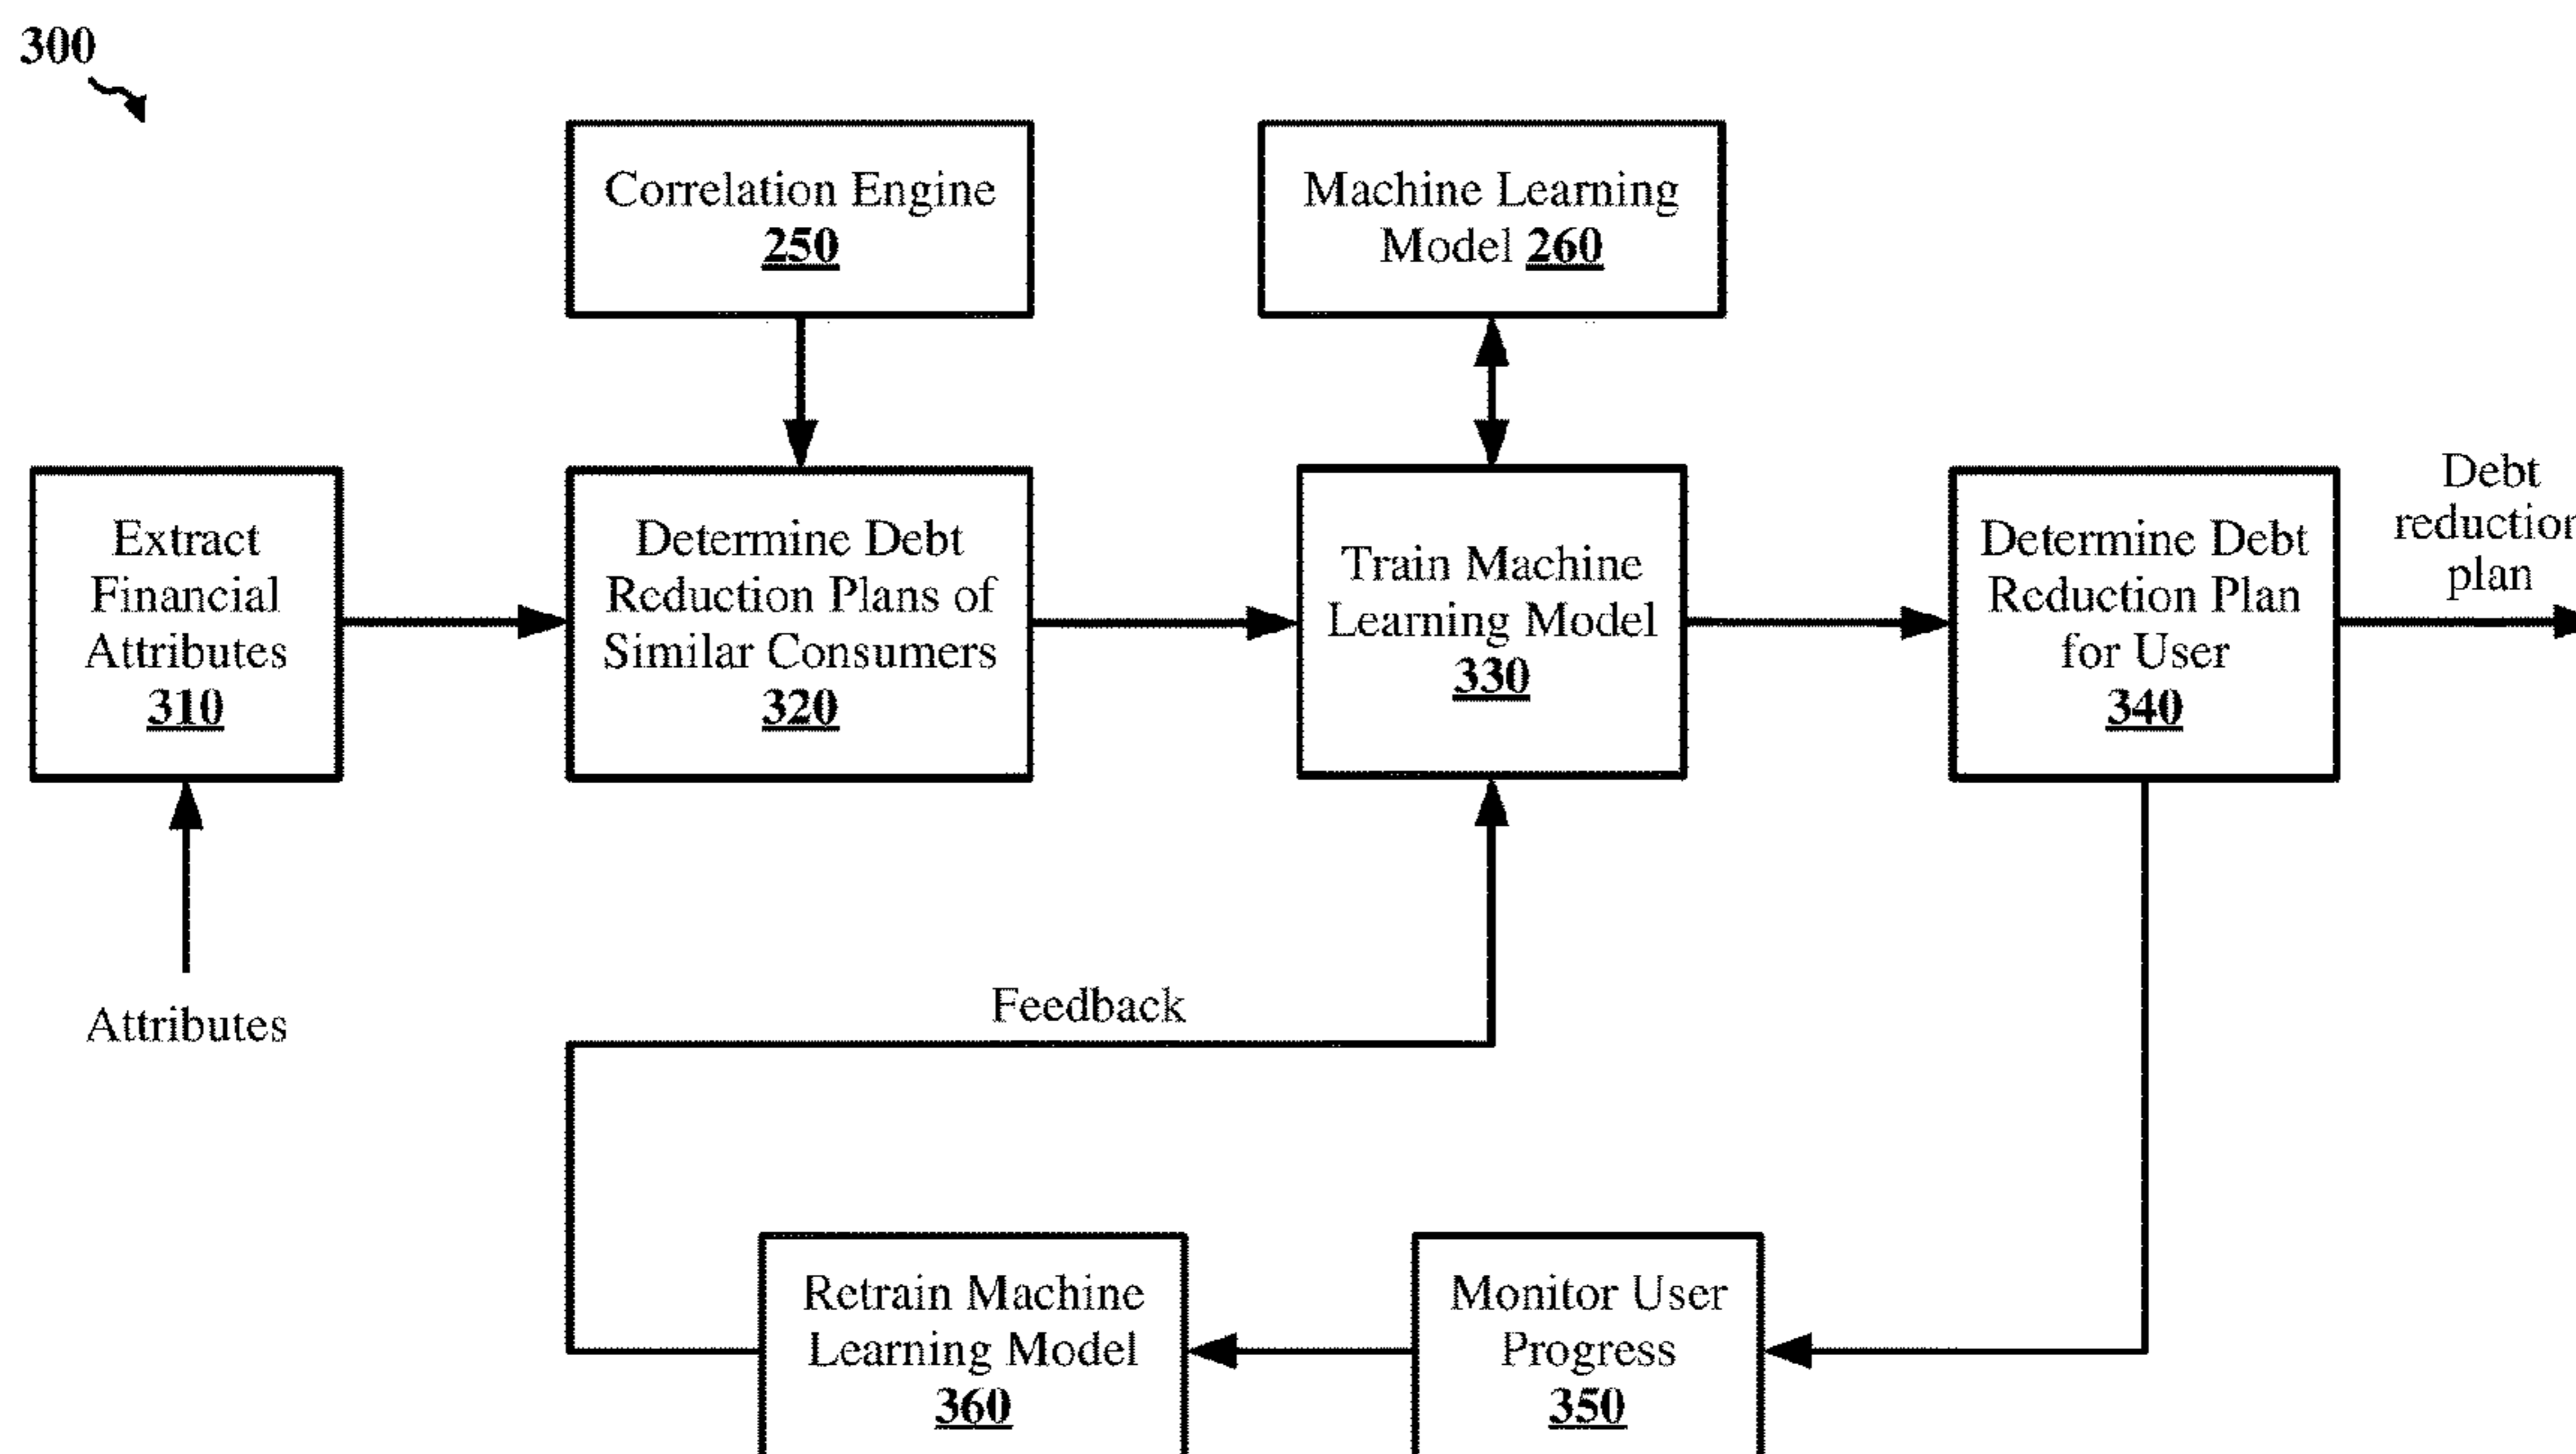 300
Correlation Engine
250
Machine Learning
Model 260
Extract
Financial
Attributes
310
Determine Debt
Reduction Plans of
Similar Consumers
320
Train Machine
Learning Model
330
Determine Debt
Reduction Plan
for User
340
Debt
reduction
plan
Attributes
Feedback
Retrain Machine
Learning Model
360
Monitor User
Progress
350